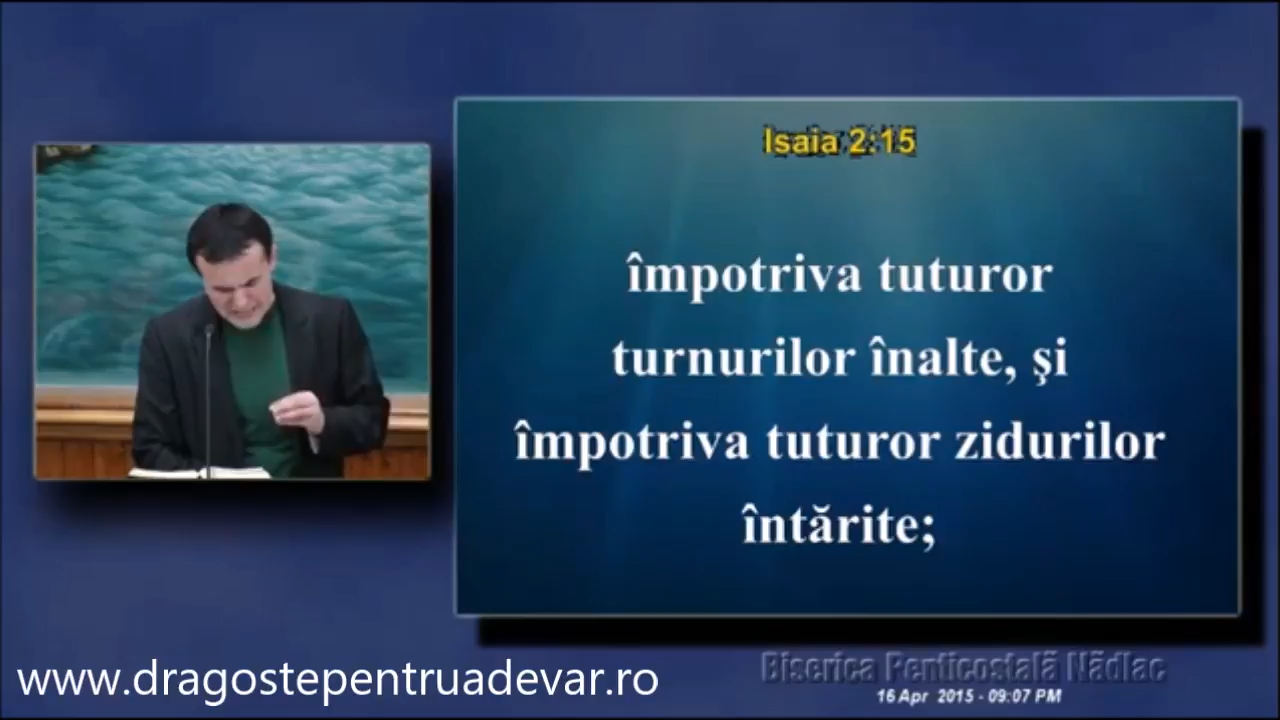 Isaia 2:15
împotriva tuturor
turnurilor înalte, şi
împotriva tuturor zidurilor
întărite;
www.dragostepentruadevar.ro
Biserica Penticostală Nădlac
16 Apr 2015 - 09:07 PM